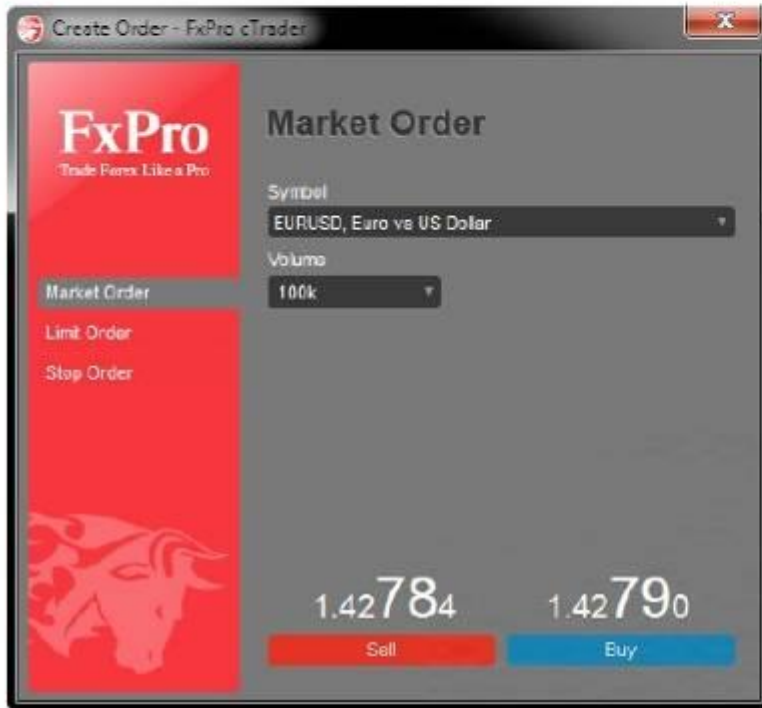 Create Order - FxPro cTrader
X
FxPro
Trade Forex Like a Pro
Market Order
Limit Order
Stop Order
Market Order
Symbol
EURUSD, Euro vs US Dollar
Volume
100k
1.42784
1.42790
Sell
Buy